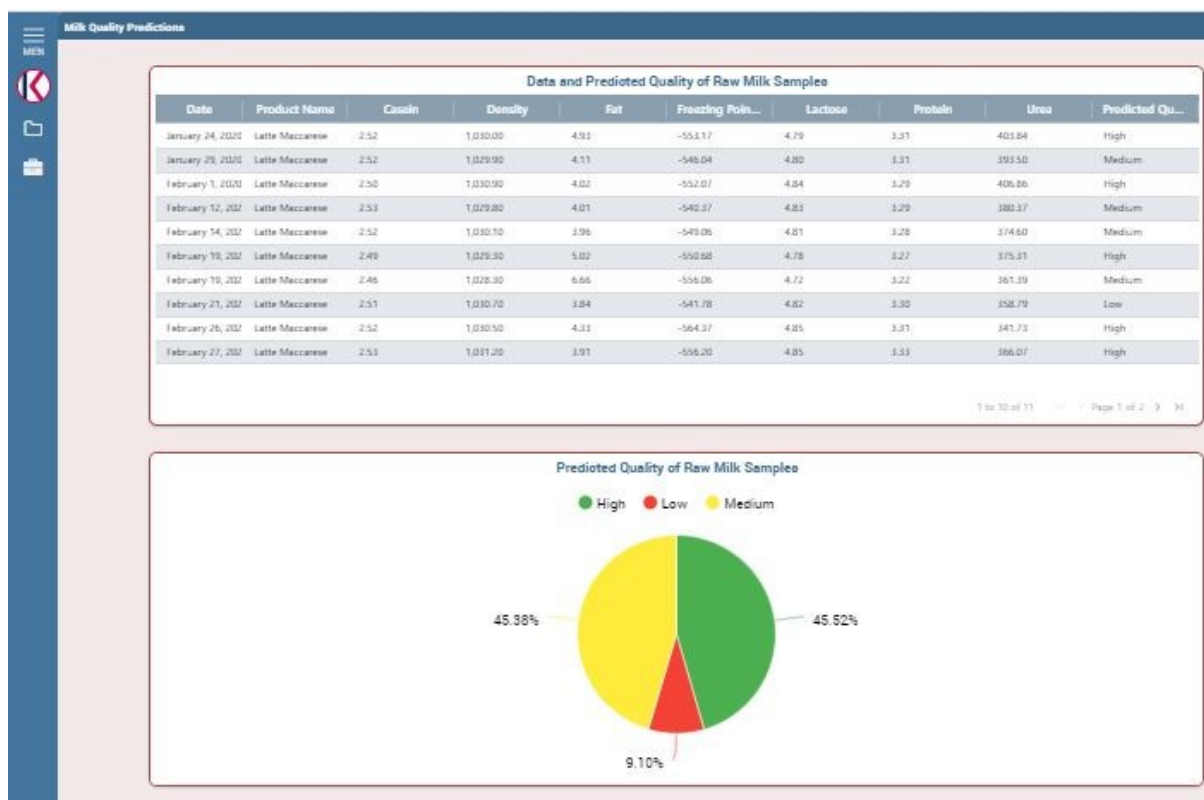 Milk Quality Predictions
MEN
Data and Predicted Quality of Raw Milk Samples
Date Product Name Casein Density Fat Freezing Poin... Lactose Protein Urea Predicted Qu...
January 24, 2020 Latte Maccarese 2.52 1,030.00 4.93 -553.17 4.79 3.31 403.84 High
January 29, 2020 Latte Maccarese 2.52 1,029.90 4.11 -546.04 4.80 3.31 393.50 Medium
February 1, 2020 Latte Maccarese 2.50 1,030.90 4.02 -552.07 4.84 3.29 406.86 High
February 12, 202 Latte Maccarese 2.53 1,029.80 4.01 -540.37 4.83 3.29 380.37 Medium
February 14, 202 Latte Maccarese 2.52 1,030.10 3.96 -549.06 4.81 3.28 374.60 Medium
February 19, 202 Latte Maccarese 2.49 1,029.30 5.02 -550.68 4.78 3.27 375.31 High
February 19, 202 Latte Maccarese 2.46 1,028.30 6.66 -556.06 4.72 3.22 361.39 Medium
February 21, 202 Latte Maccarese 2.51 1,030.70 3.84 -541.78 4.82 3.30 358.79 Low
February 26, 202 Latte Maccarese 2.52 1,030.50 4.33 -564.37 4.85 3.31 341.73 High
February 27, 202 Latte Maccarese 2.53 1,031.20 3.91 -556.20 4.85 3.33 366.07 High
1 to 10 of 11 Page 1 of 2
Predicted Quality of Raw Milk Samples
High Low Medium
45.38% 45.52%
9.10%